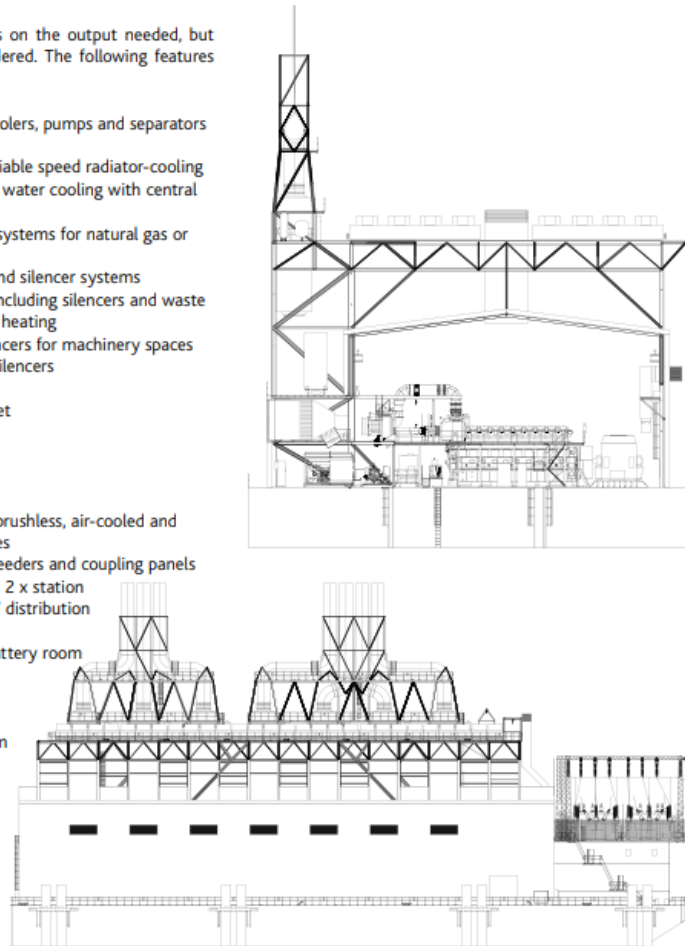 s on the output needed, but
lered. The following features
olers, pumps and separators
iable speed radiator-cooling
water cooling with central
systems for natural gas or
nd silencer systems
ncluding silencers and waste
heating
ncers for machinery spaces
ilencers
et
brushless, air-cooled and
es
eeders and coupling panels
2 x station
distribution
attery room
n